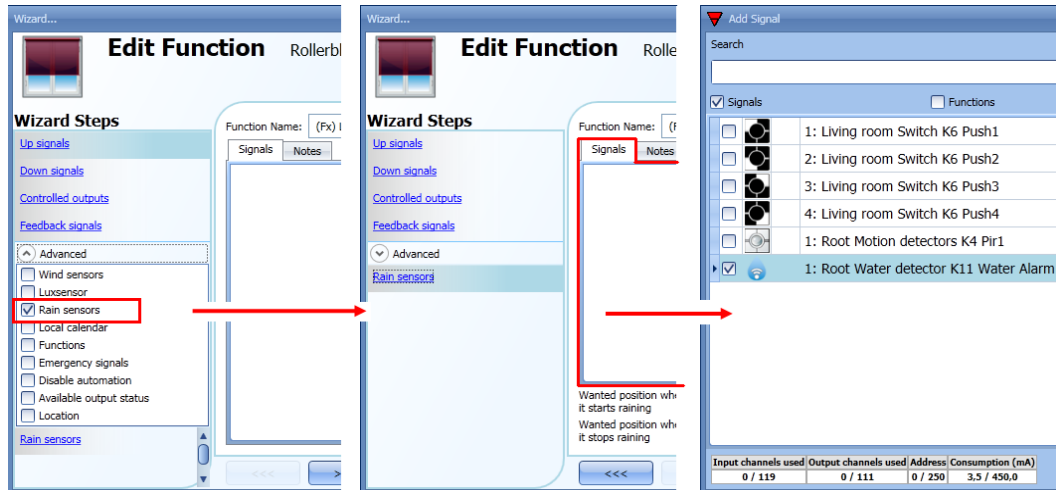 Wizard...
Edit Function Rollerbl
Wizard Steps
Up signals
Down signals
Controlled outputs
Feedback signals
Advanced
Wind sensors
Luxsensor
Rain sensors
Local calendar
Functions
Emergency signals
Disable automation
Available output status
Location
Rain sensors
Function Name: (Fx) L
Signals Notes
<<< >
Wizard...
Edit Function Rolle
Wizard Steps
Up signals
Down signals
Controlled outputs
Feedback signals
Advanced
Rain sensors
Function Name: (F
Signals Notes
Wanted position whe
it starts raining
Wanted position whe
it stops raining
<<<
Add Signal
Search
Signals Functions
1: Living room Switch K6 Push1
2: Living room Switch K6 Push2
3: Living room Switch K6 Push3
4: Living room Switch K6 Push4
1: Root Motion detectors K4 Pir1
1: Root Water detector K11 Water Alarm
Input channels used Output channels used Address Consumption (mA)
0 / 119 0 / 111 0 / 250 3,5 / 450,0